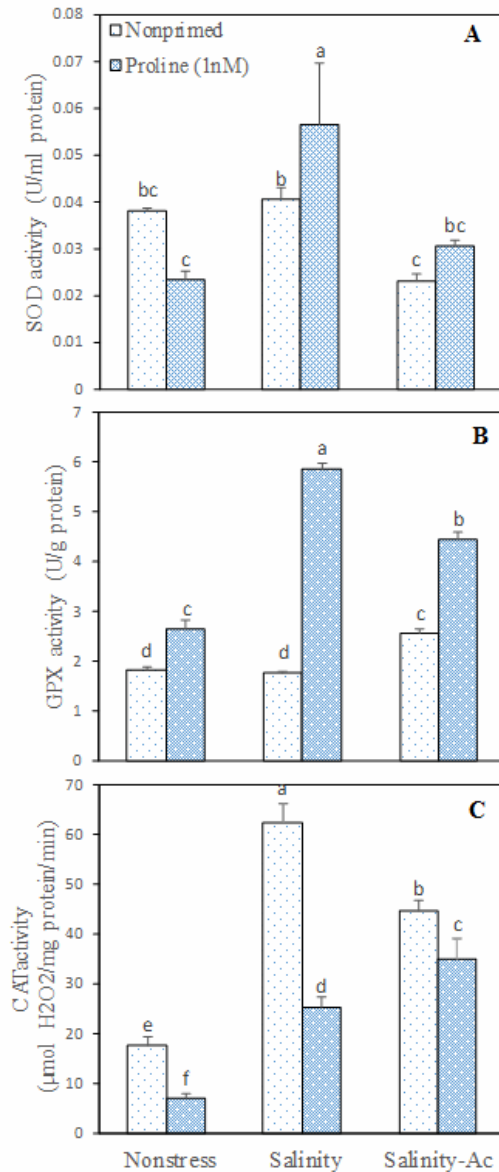 Nonprimed
Proline (1nM)
A
SOD activity (U/ml protein)
0.08
0.07
0.06
0.05
0.04
0.03
0.02
0.01
0
bc
c
b
a
c
bc
B
GPX activity (U/g protein)
7
6
5
4
3
2
1
0
d
c
d
a
c
b
C
CATactivity
(µmol H2O2/mg protein/min)
70
60
50
40
30
20
10
0
e
f
a
d
b
c
Nonstress Salinity Salinity-Ac